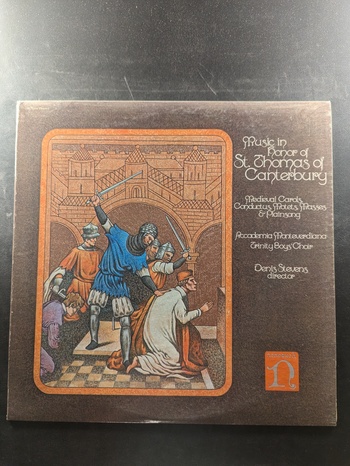 Music in
Honor of
St. Thomas of
Canterbury
Medieval Carols,
Conductus, Motets, Masses
& Plainsong
Accademia Monteverdiana
Trinity Boys' Choir
Denis Stevens
director
n